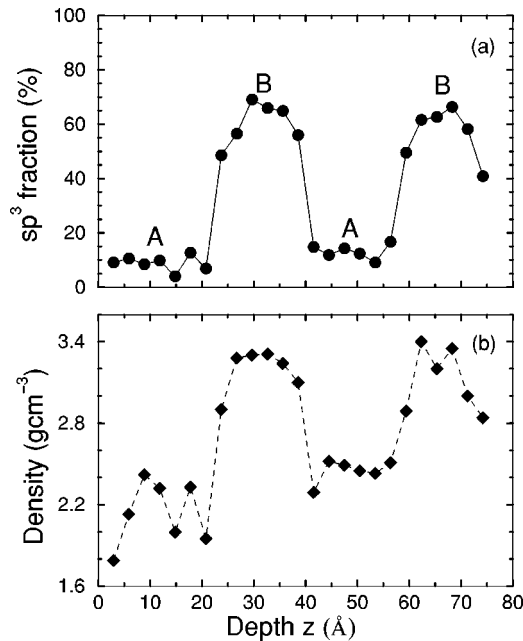 100
80
60
40
20
0
sp³ fraction (%)
(a)
A
B
A
B
3.4
2.8
2.2
1.6
Density (gcm⁻³)
(b)
0 10 20 30 40 50 60 70 80
Depth z (Å)